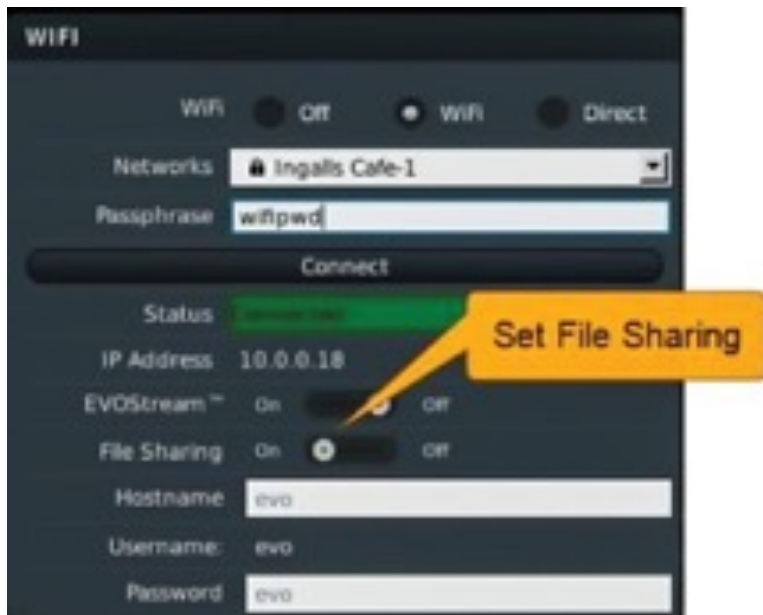 WIFI
WiFi Off WiFi Direct
Networks Ingalls Cafe-1
Passphrase wifipwd
Connect
Status Connected
Set File Sharing
IP Address 10.0.0.18
EVOStream™ On Off
File Sharing On Off
Hostname evo
Username: evo
Password evo